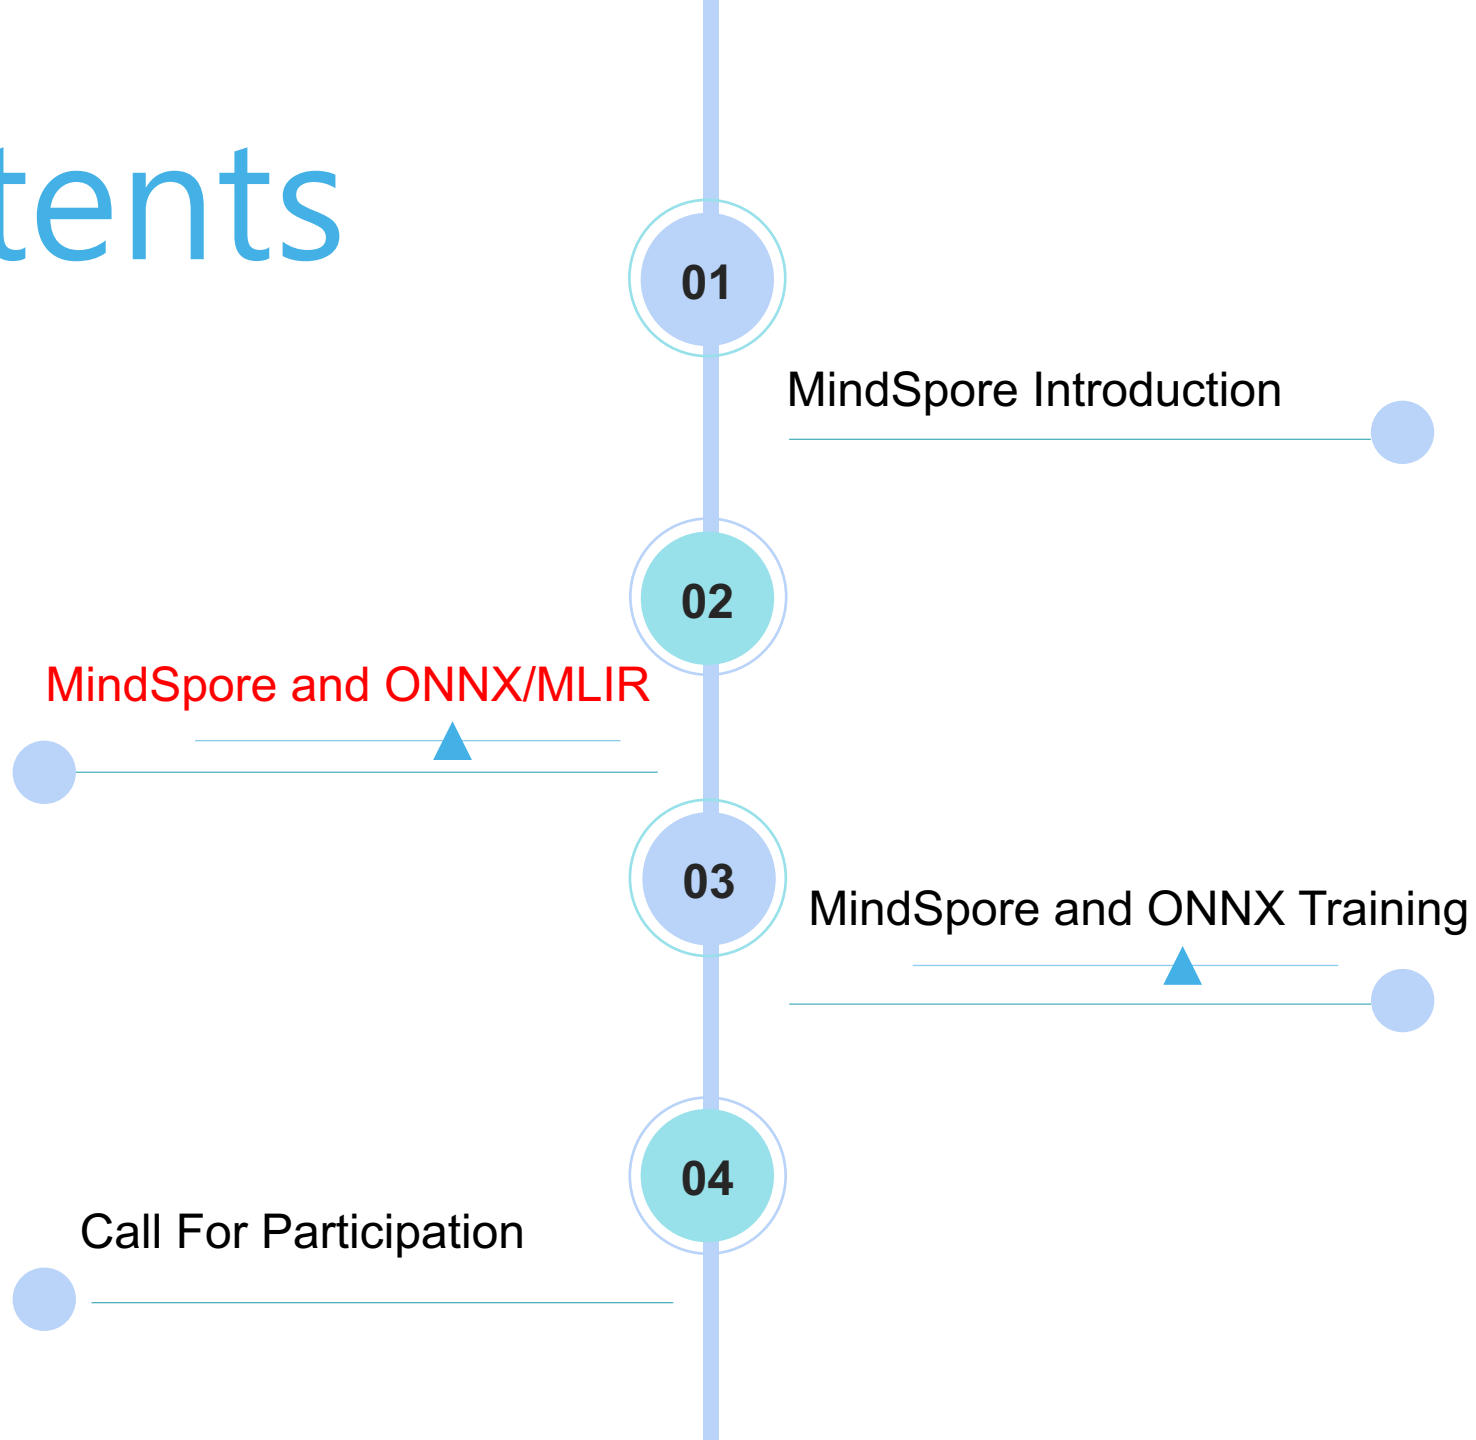 tents
01
MindSpore Introduction
02
MindSpore and ONNX/MLIR
03
MindSpore and ONNX Training
04
Call For Participation